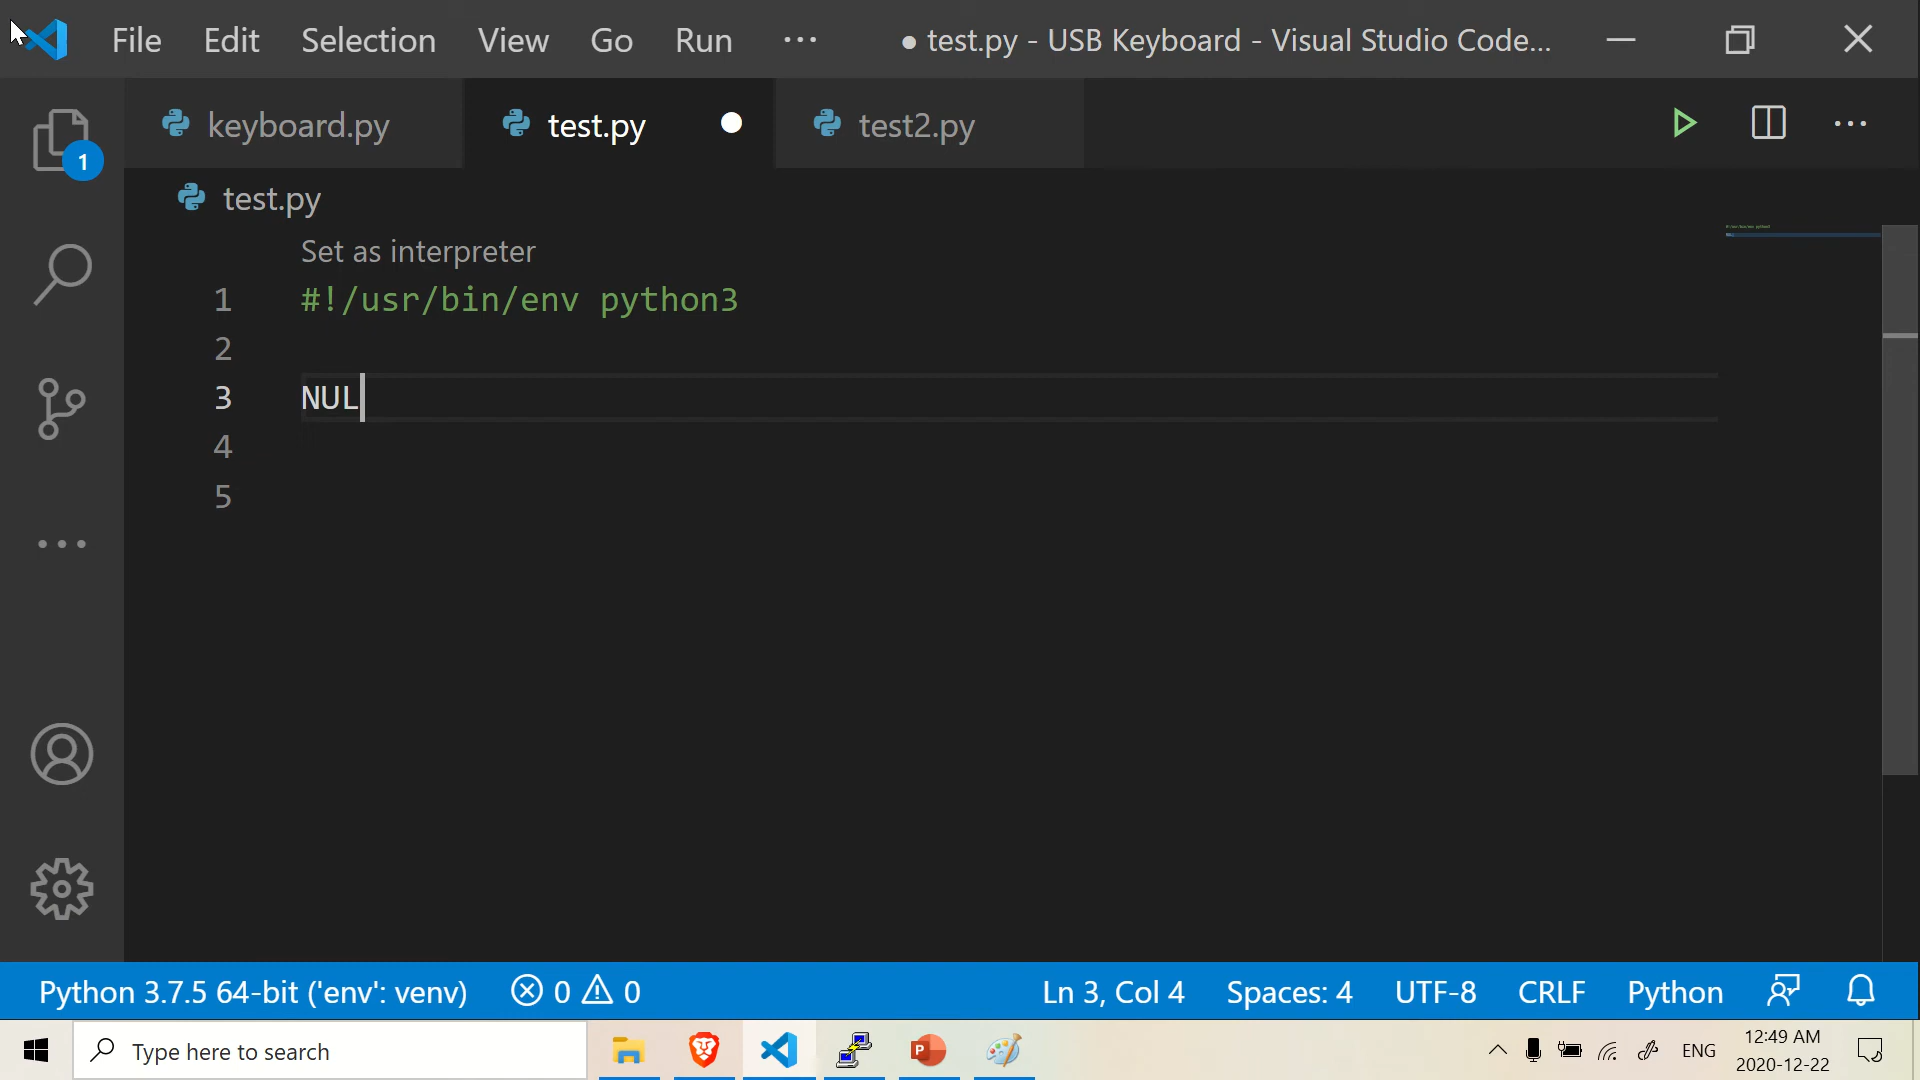 File Edit Selection View Go Run ··· ● test.py - USB Keyboard - Visual Studio Code...
keyboard.py test.py test2.py
1
test.py
Set as interpreter
1 #!/usr/bin/env python3
2
3 NUL
4
5
Python 3.7.5 64-bit ('env': venv) 0 0 Ln 3, Col 4 Spaces: 4 UTF-8 CRLF Python
Type here to search ENG 12:49 AM
2020-12-22